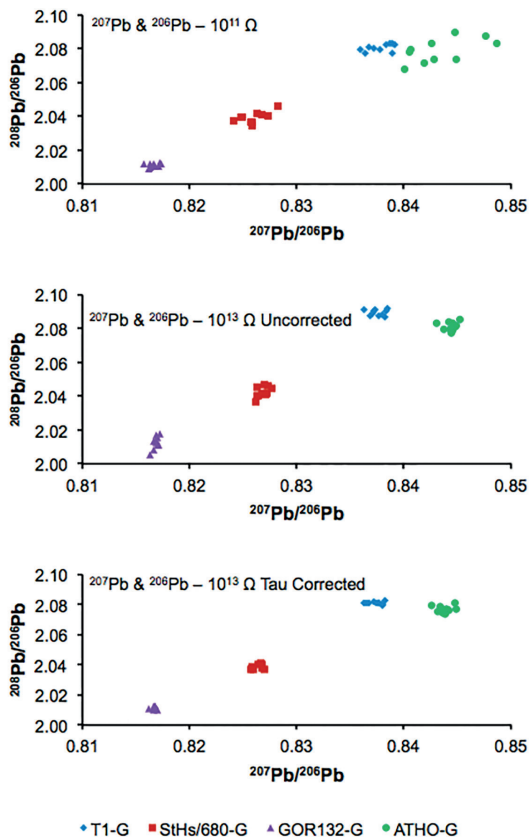 ²⁰⁷Pb & ²⁰⁶Pb – 10¹¹ Ω
2.10
2.08
2.06
2.04
2.02
2.00
²⁰⁸Pb/²⁰⁶Pb
0.81 0.82 0.83 0.84 0.85
²⁰⁷Pb/²⁰⁶Pb
²⁰⁷Pb & ²⁰⁶Pb – 10¹³ Ω Uncorrected
2.10
2.08
2.06
2.04
2.02
2.00
²⁰⁸Pb/²⁰⁶Pb
0.81 0.82 0.83 0.84 0.85
²⁰⁷Pb/²⁰⁶Pb
²⁰⁷Pb & ²⁰⁶Pb – 10¹³ Ω Tau Corrected
2.10
2.08
2.06
2.04
2.02
2.00
²⁰⁸Pb/²⁰⁶Pb
0.81 0.82 0.83 0.84 0.85
²⁰⁷Pb/²⁰⁶Pb
T1-G StHs/680-G GOR132-G ATHO-G